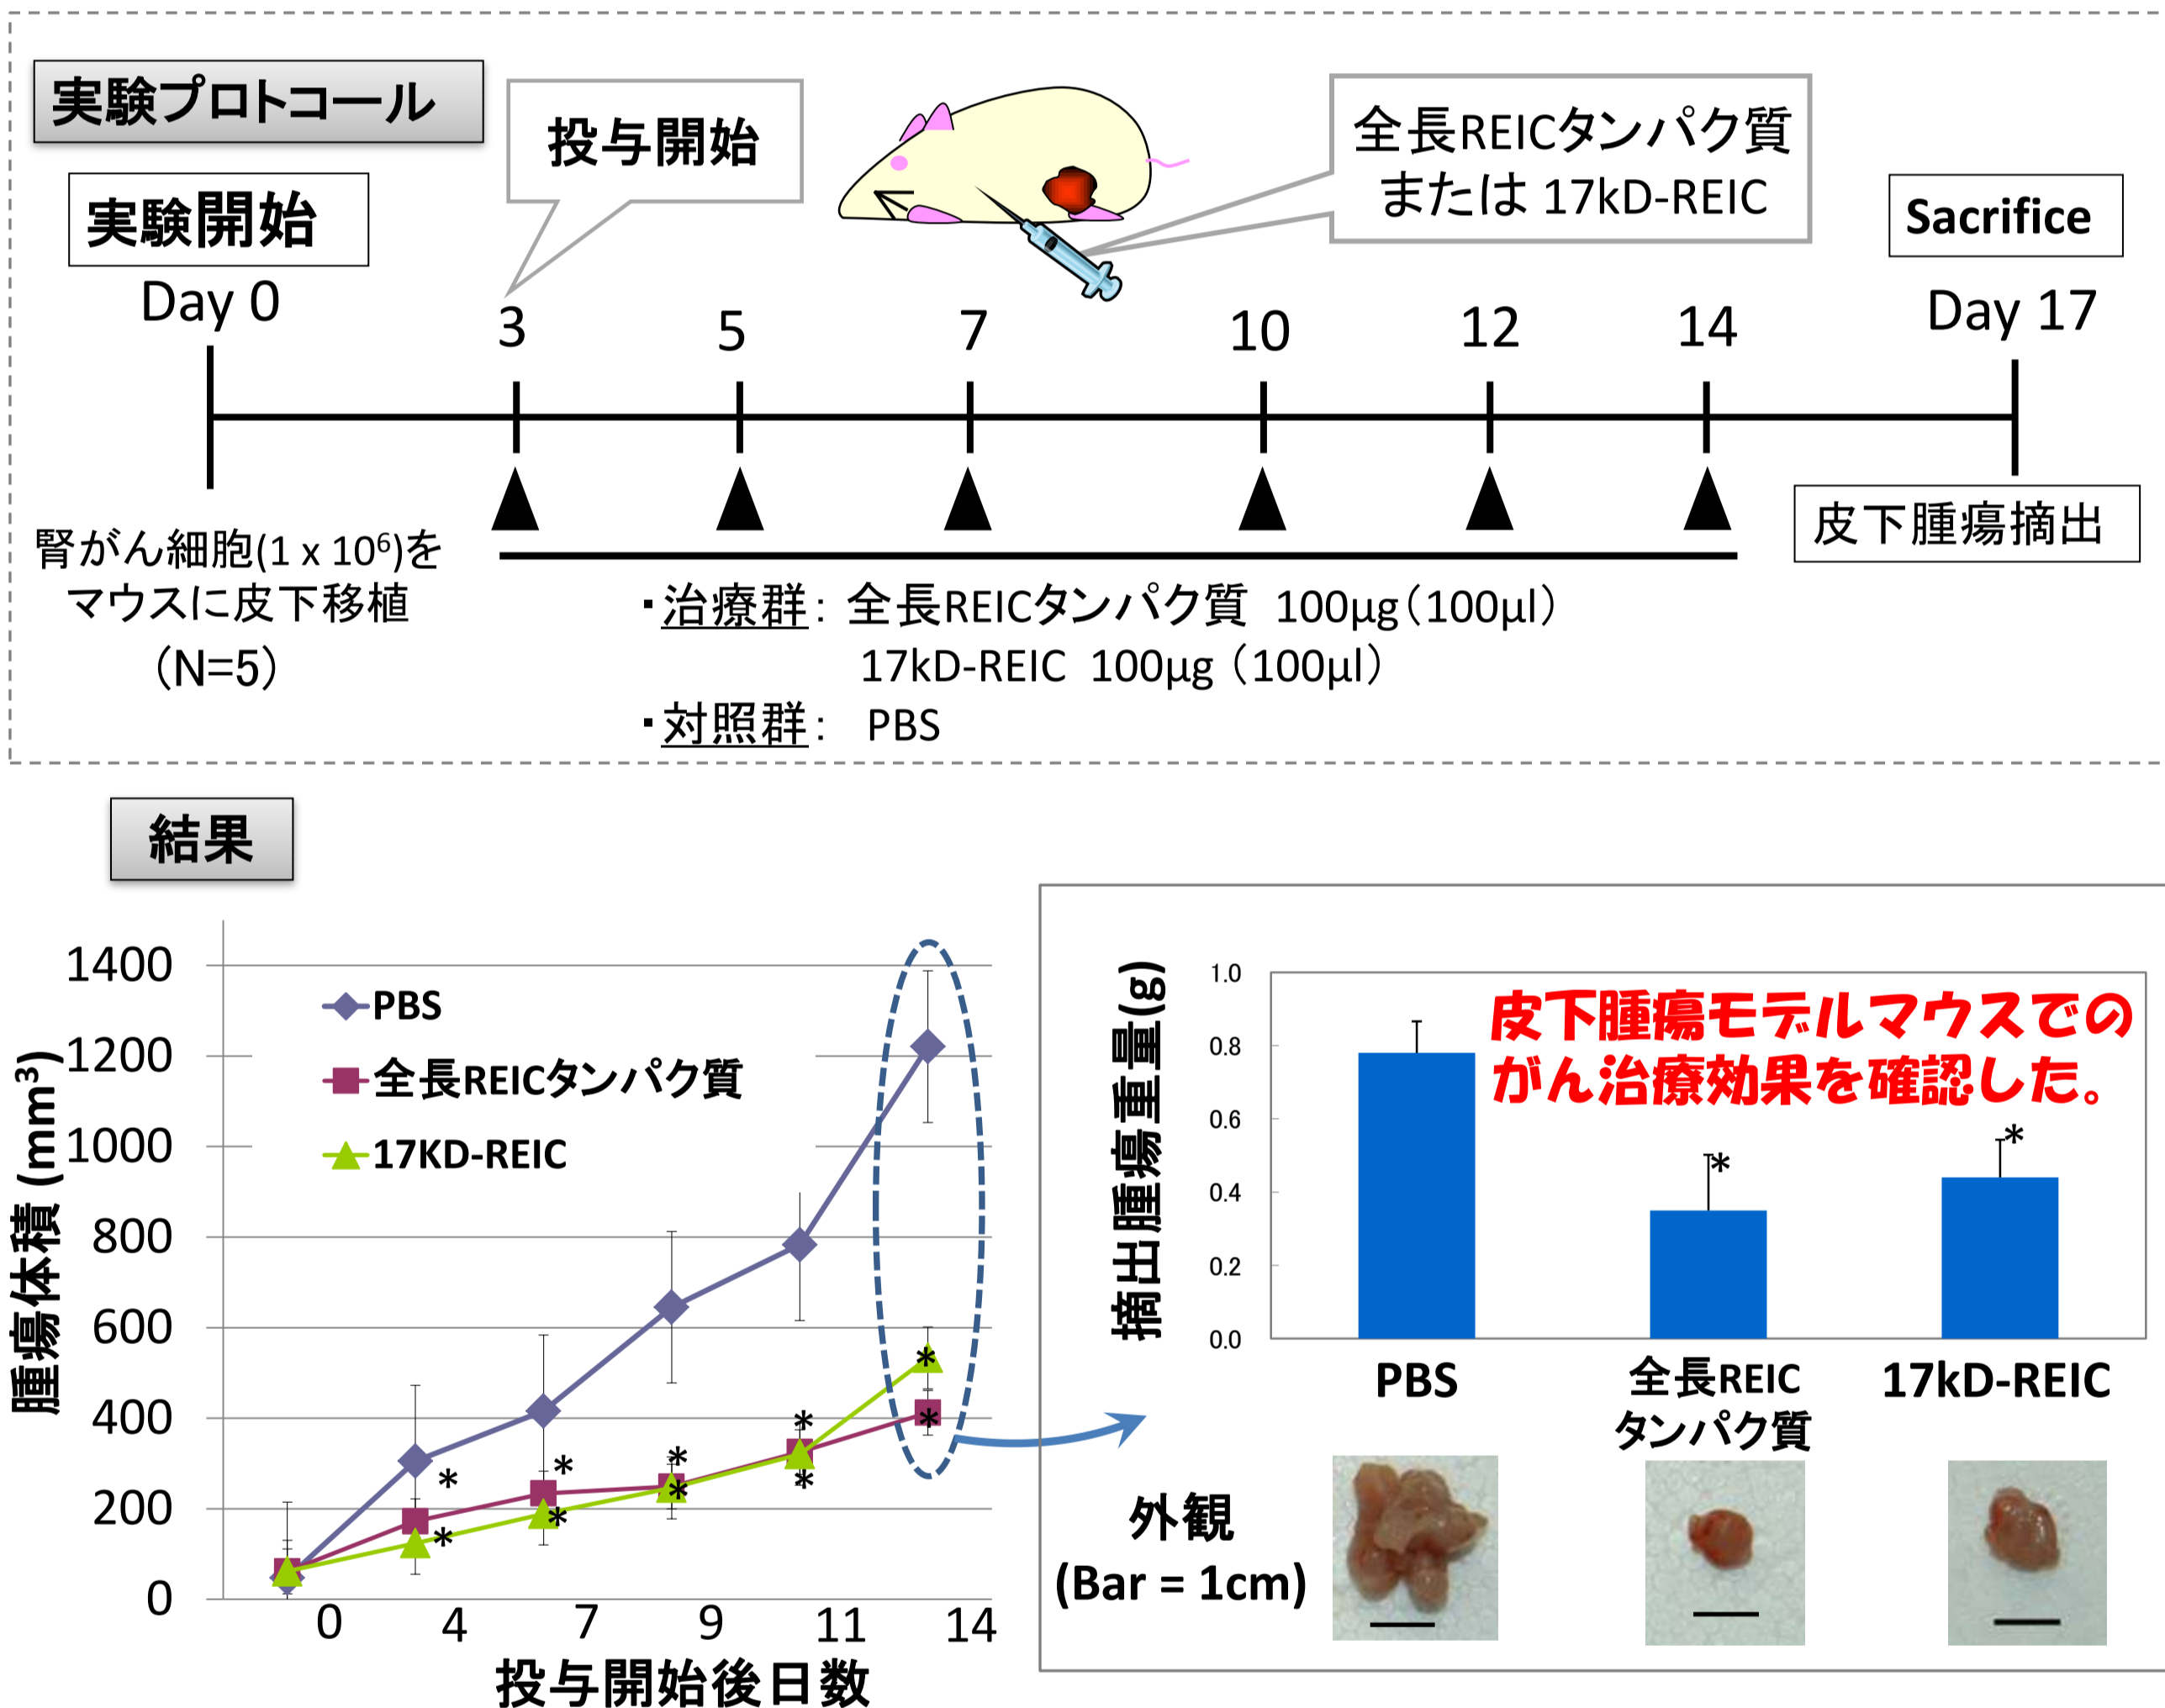 実験プロトコール
投与開始
全長REICタンパク質
または 17kD-REIC
実験開始
Sacrifice
Day 0
3
5
7
10
12
14
Day 17
腎がん細胞(1 x 10⁶)を
マウスに皮下移植
（N=5）
皮下腫瘍摘出
・治療群： 全長REICタンパク質 100μg（100μl）
17kD-REIC 100μg （100μl）
・対照群： PBS
結果
腫瘍体積 (mm³)
1400
1200
1000
800
600
400
200
0
PBS
全長REICタンパク質
17KD-REIC
* * * * * * * * * *
0 4 7 9 11 14
投与開始後日数
摘出腫瘍重量(g)
1.0
0.8
0.6
0.4
0.2
0.0
皮下腫瘍モデルマウスでの
がん治療効果を確認した。
* *
PBS
全長REIC
タンパク質
17kD-REIC
外観
(Bar = 1cm)